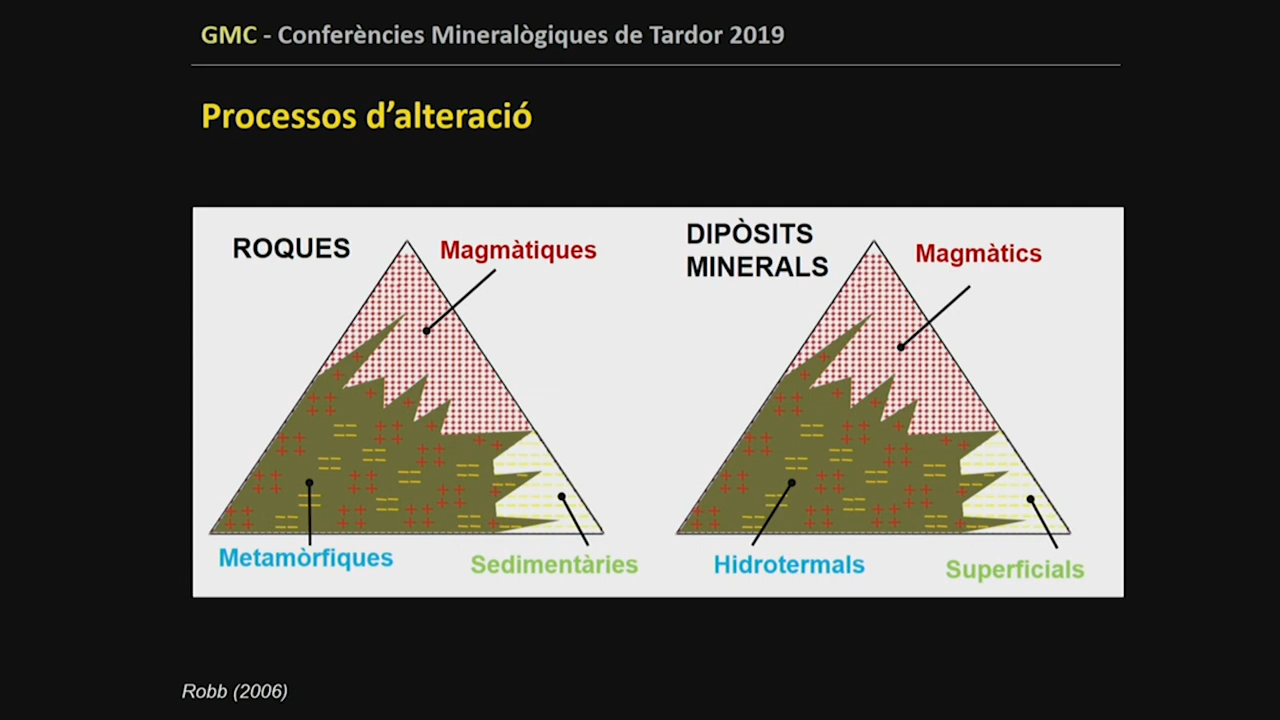 GMC - Conferències Mineralògiques de Tardor 2019
Processos d’alteració
ROQUES
Magmàtiques
Metamòrfiques
Sedimentàries
DIPÒSITS
MINERALS
Magmàtics
Hidrotermals
Superficials
Robb (2006)